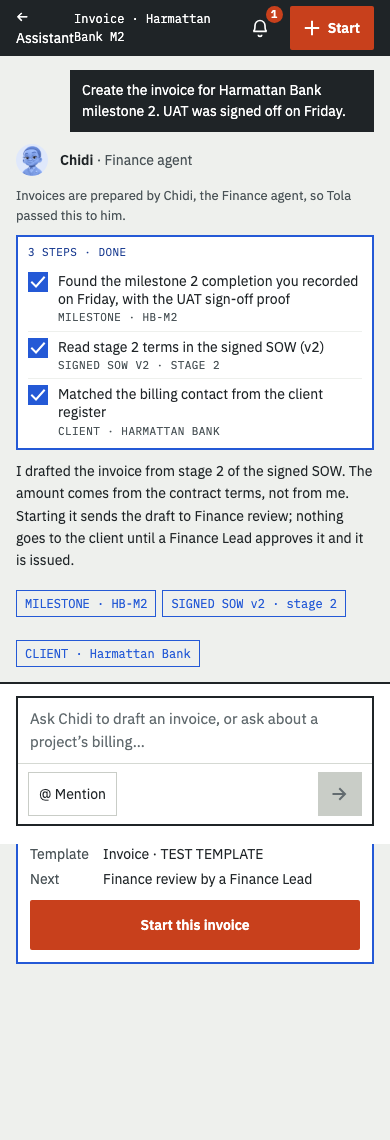 ← Assistant
Invoice · Harmattan
Bank M2
1
Start
Create the invoice for Harmattan Bank
milestone 2. UAT was signed off on Friday.
Chidi · Finance agent
Invoices are prepared by Chidi, the Finance agent, so Tola
passed this to him.
3 STEPS · DONE
Found the milestone 2 completion you recorded
on Friday, with the UAT sign-off proof
MILESTONE · HB-M2
Read stage 2 terms in the signed SOW (v2)
SIGNED SOW V2 · STAGE 2
Matched the billing contact from the client
register
CLIENT · HARMATTAN BANK
I drafted the invoice from stage 2 of the signed SOW. The
amount comes from the contract terms, not from me.
Starting it sends the draft to Finance review; nothing
goes to the client until a Finance Lead approves it and it
is issued.
MILESTONE · HB-M2
SIGNED SOW v2 · stage 2
CLIENT · Harmattan Bank
Ask Chidi to draft an invoice, or ask about a
project's billing...
@ Mention
Template Invoice · TEST TEMPLATE
Next Finance review by a Finance Lead
Start this invoice